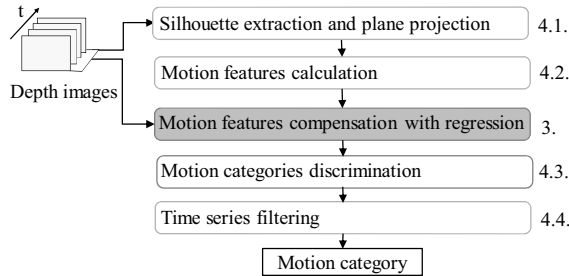 t
Depth images
Silhouette extraction and plane projection 4.1.
Motion features calculation 4.2.
Motion features compensation with regression 3.
Motion categories discrimination 4.3.
Time series filtering 4.4.
Motion category